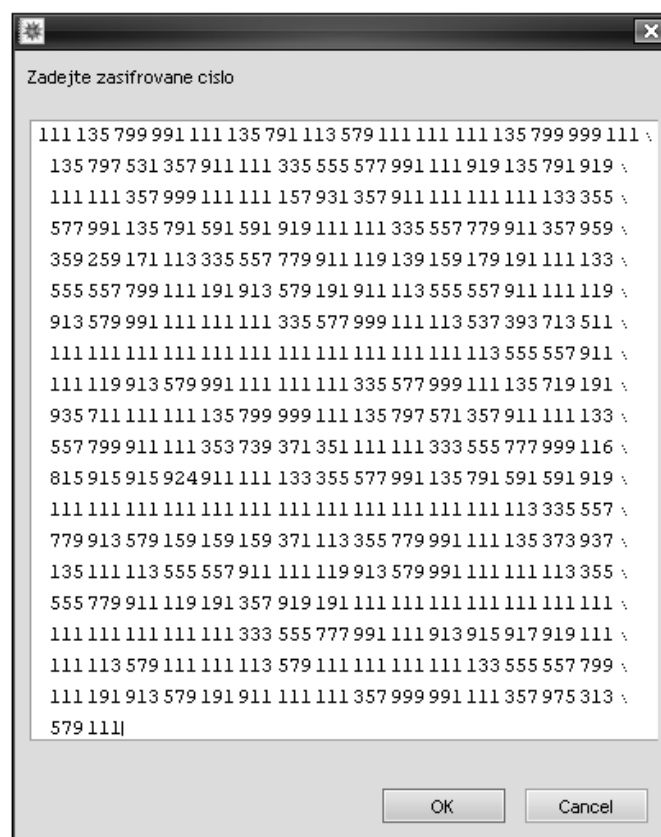 Zadejte zasifrovane cislo
111 135 799 991 111 135 791 113 579 111 111 111 135 799 999 111 \
135 797 531 357 911 111 335 555 577 991 111 919 135 791 919 \
111 111 357 999 111 111 157 931 357 911 111 111 111 133 355 \
577 991 135 791 591 591 919 111 111 335 557 779 911 357 959 \
359 259 171 113 335 557 779 911 119 139 159 179 191 111 133 \
555 557 799 111 191 913 579 191 911 113 555 557 911 111 119 \
913 579 991 111 111 111 335 577 999 111 113 537 393 713 511 \
111 111 111 111 111 111 111 111 111 111 111 113 555 557 911 \
111 119 913 579 991 111 111 111 335 577 999 111 135 719 191 \
935 711 111 111 135 799 999 111 135 797 571 357 911 111 133 \
557 799 911 111 353 739 371 351 111 111 333 555 777 999 116 \
815 915 915 924 911 111 133 355 577 991 135 791 591 591 919 \
111 111 111 111 111 111 111 111 111 111 111 111 113 335 557 \
779 913 579 159 159 159 371 113 355 779 991 111 135 373 937 \
135 111 113 555 557 911 111 119 913 579 991 111 111 113 355 \
555 779 911 119 191 357 919 191 111 111 111 111 111 111 111 \
111 111 111 111 111 333 555 777 991 111 913 915 917 919 111 \
111 113 579 111 111 113 579 111 111 111 111 133 555 557 799 \
111 191 913 579 191 911 111 111 357 999 991 111 357 975 313 \
579 111
OK Cancel